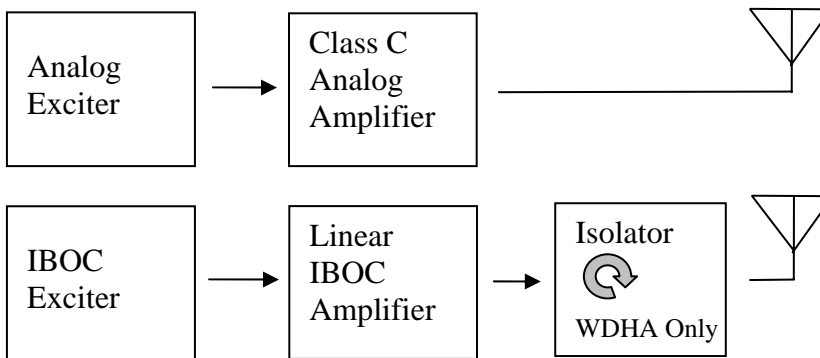 Analog
Exciter
Class C
Analog
Amplifier
IBOC
Exciter
Linear
IBOC
Amplifier
Isolator
WDHA Only